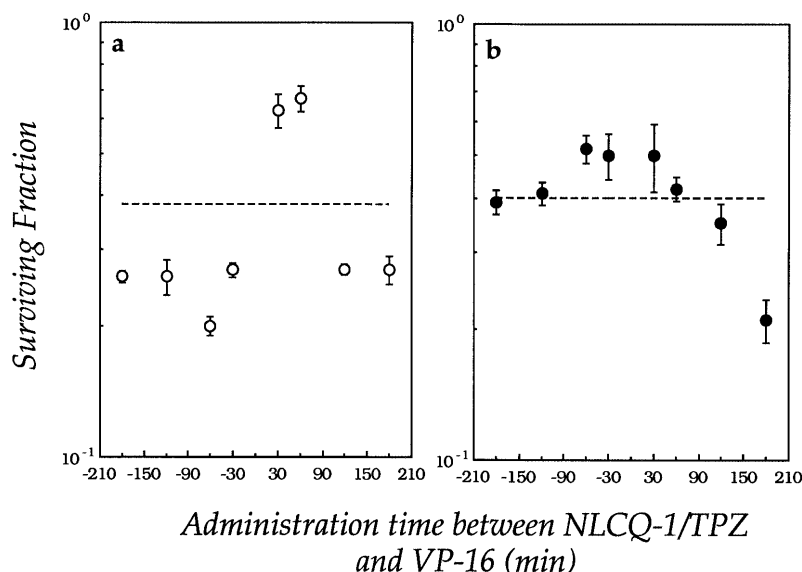 10⁰
a
10⁻¹
-210 -150 -90 -30 30 90 150 210
10⁰
b
10⁻¹
-210 -150 -90 -30 30 90 150 210
Surviving Fraction
Administration time between NLCQ-1/TPZ
and VP-16 (min)